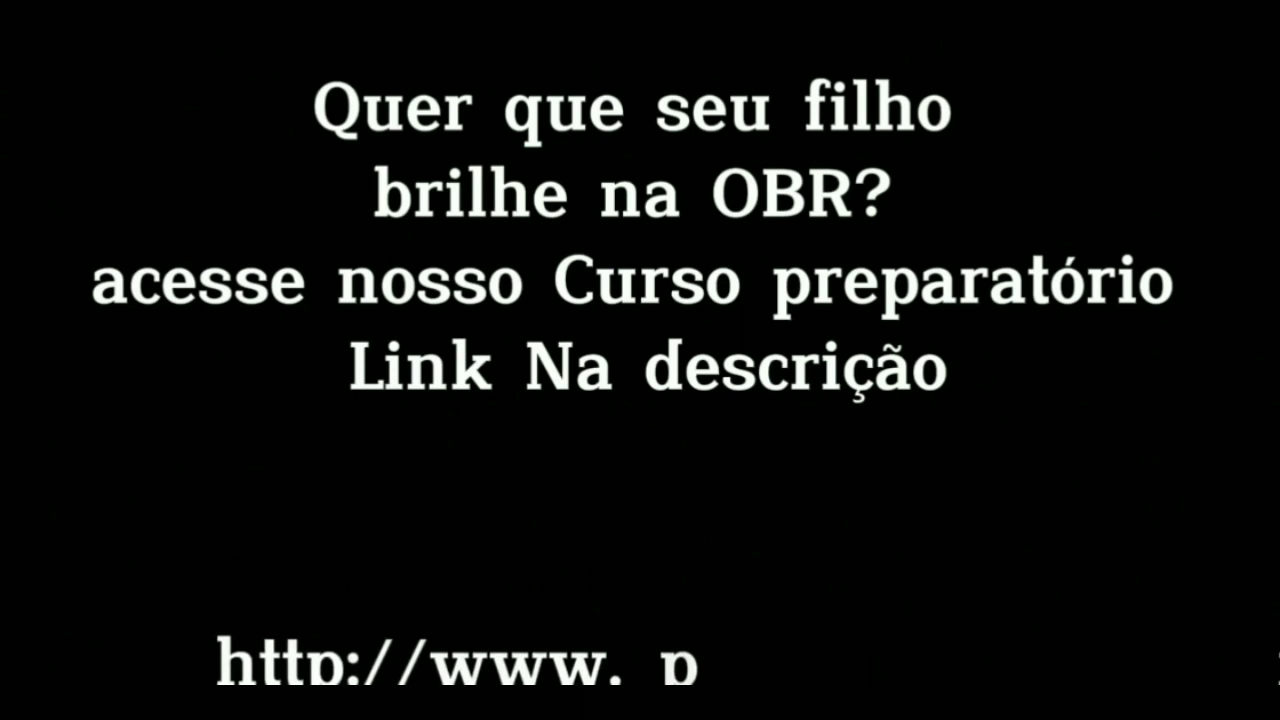 Quer que seu filho
brilhe na OBR?
acesse nosso Curso preparatório
Link Na descrição
http://www. p